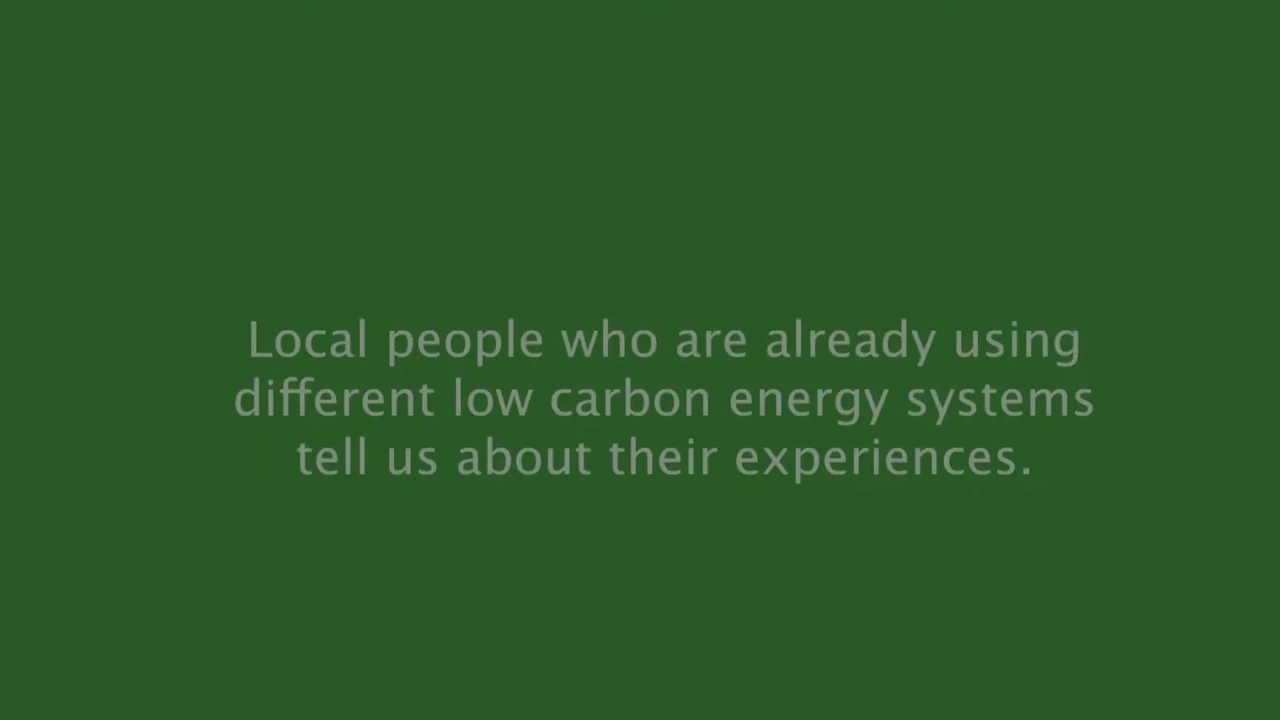 Local people who are already using
different low carbon energy systems
tell us about their experiences.